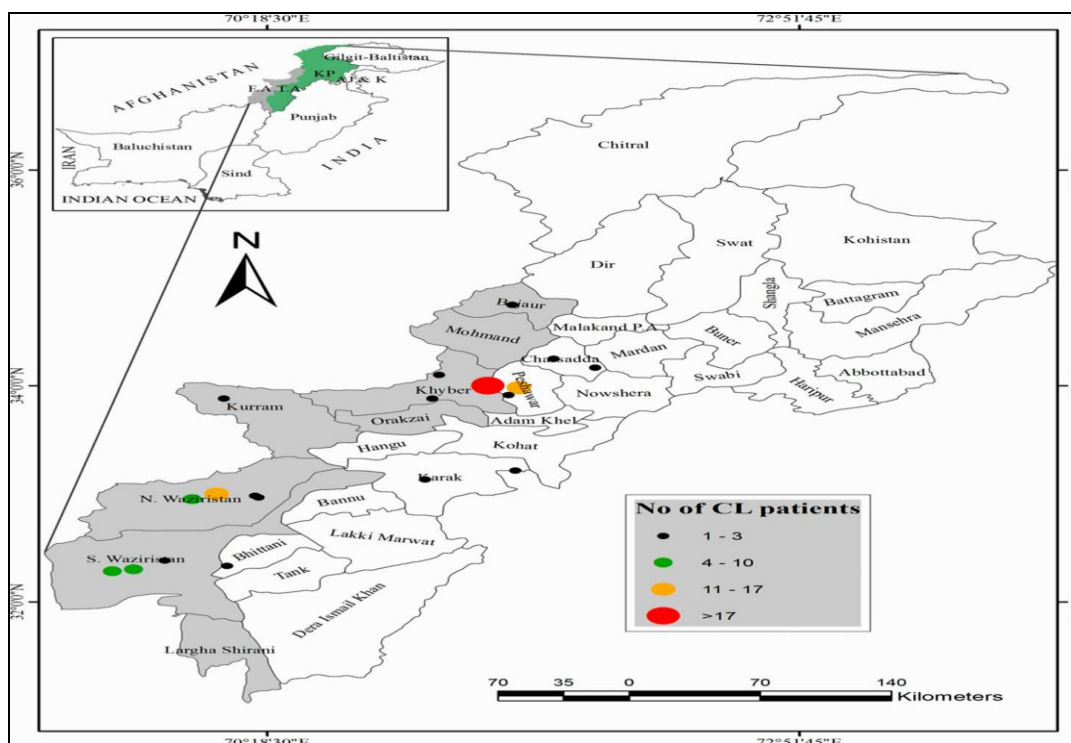 70°18'30"E
72°51'45"E
AFGHANISTAN
Gilgit-Baltistan
KP
AJ & K
F.A.T.A
Punjab
Baluchistan
IRAN
INDIA
Sind
INDIAN OCEAN
36°0'0"N
34°0'0"N
32°0'0"N
N
Chitral
Swat
Kohistan
Dir
Shangla
Battagram
Bajaur
Mansehra
Mohmand
Malakand P.A
Buner
Charsadda
Mardan
Abbottabad
Swabi
Haripur
Khyber
Peshawar
Nowshera
Kurram
Orakzai
Adam Khel
Hangu
Kohat
Karak
N. Waziristan
Bannu
Lakki Marwat
S. Waziristan
Bhittani
Tank
Dera Ismail Khan
Largha Shirani
No of CL patients
1 - 3
4 - 10
11 - 17
>17
70 35 0 70 140
Kilometers
70°18'30"E
72°51'45"E